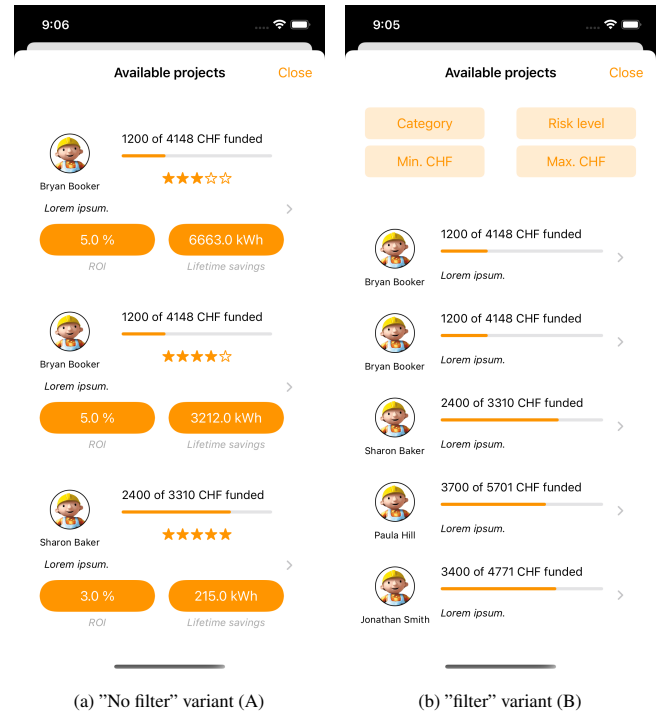 9:06
Available projects
Close
1200 of 4148 CHF funded
Bryan Booker
Lorem ipsum.
5.0 %
6663.0 kWh
ROI
Lifetime savings
1200 of 4148 CHF funded
Bryan Booker
Lorem ipsum.
5.0 %
3212.0 kWh
ROI
Lifetime savings
2400 of 3310 CHF funded
Sharon Baker
Lorem ipsum.
3.0 %
215.0 kWh
ROI
Lifetime savings
(a) ”No filter” variant (A)
9:05
Available projects
Close
Category
Risk level
Min. CHF
Max. CHF
1200 of 4148 CHF funded
Bryan Booker
Lorem ipsum.
1200 of 4148 CHF funded
Bryan Booker
Lorem ipsum.
2400 of 3310 CHF funded
Sharon Baker
Lorem ipsum.
3700 of 5701 CHF funded
Paula Hill
Lorem ipsum.
3400 of 4771 CHF funded
Jonathan Smith
Lorem ipsum.
(b) ”filter” variant (B)